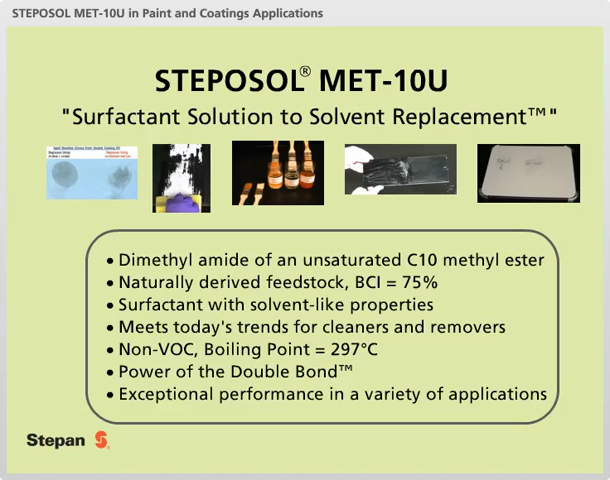 STEPOSOL MET-10U in Paint and Coatings Applications
STEPOSOL® MET-10U
"Surfactant Solution to Solvent Replacement™"
• Dimethyl amide of an unsaturated C10 methyl ester
• Naturally derived feedstock, BCI = 75%
• Surfactant with solvent-like properties
• Meets today's trends for cleaners and removers
• Non-VOC, Boiling Point = 297°C
• Power of the Double Bond™
• Exceptional performance in a variety of applications
Stepan